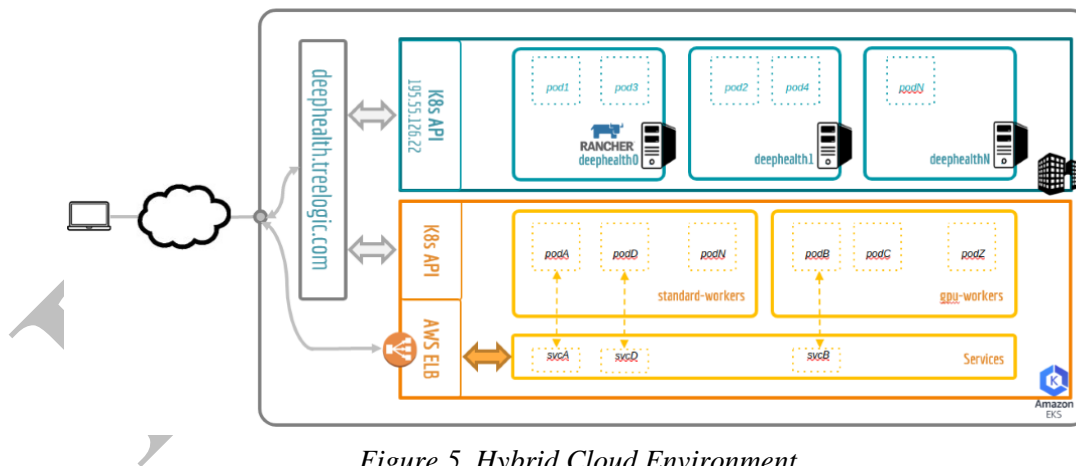 deephealth.treelogic.com
K8s API
195.55.126.22
pod1
pod3
RANCHER
deephealth0
pod2
pod4
deephealth1
podN
deephealthN
K8s API
podA
podD
podN
standard-workers
podB
podC
podZ
gpu-workers
AWS ELB
svcA
svcD
svcB
Services
Amazon
EKS
Figure 5. Hybrid Cloud Environment